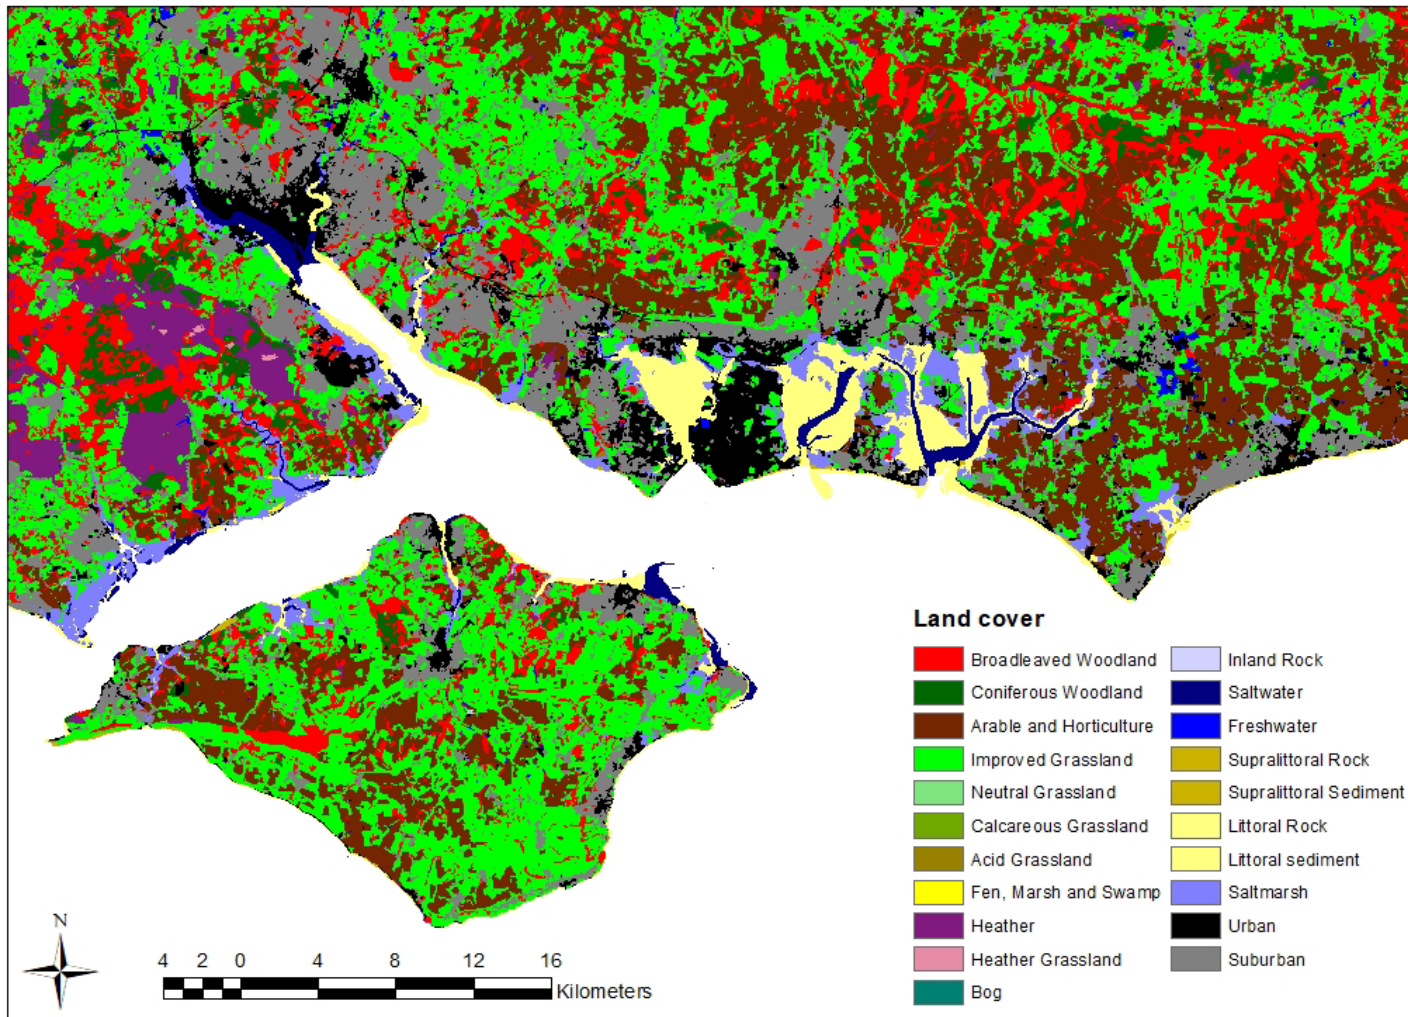 Land cover
Broadleaved Woodland
Coniferous Woodland
Arable and Horticulture
Improved Grassland
Neutral Grassland
Calcareous Grassland
Acid Grassland
Fen, Marsh and Swamp
Heather
Heather Grassland
Bog
Inland Rock
Saltwater
Freshwater
Supralittoral Rock
Supralittoral Sediment
Littoral Rock
Littoral sediment
Saltmarsh
Urban
Suburban
N
4 2 0 4 8 12 16
Kilometers